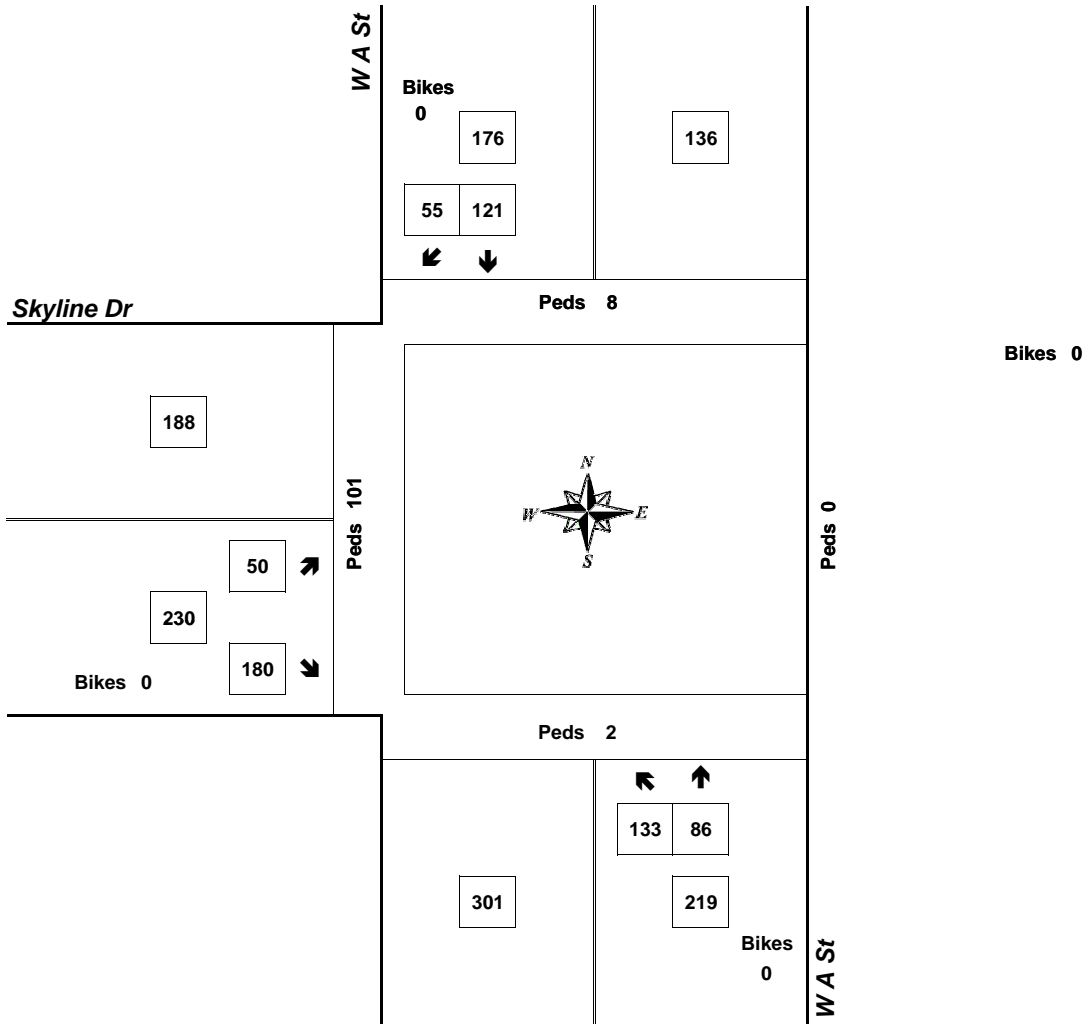 W A St
Bikes
0
176
136
55 121
Skyline Dr
Peds 8
Bikes 0
188
Peds 101
N
W E
S
Peds 0
50
230
180
Bikes 0
Peds 2
133 86
301
219
Bikes
0
W A St